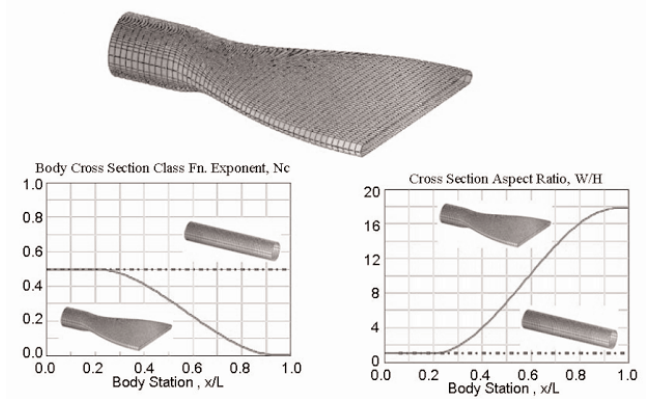 Body Cross Section Class Fn. Exponent, Nc
1.0
0.8
0.6
0.4
0.2
0.0
0.0 0.2 0.4 0.6 0.8 1.0
Body Station , x/L
Cross Section Aspect Ratio, W/H
20
16
12
8
4
0
0.0 0.2 0.4 0.6 0.8 1.0
Body Station , x/L